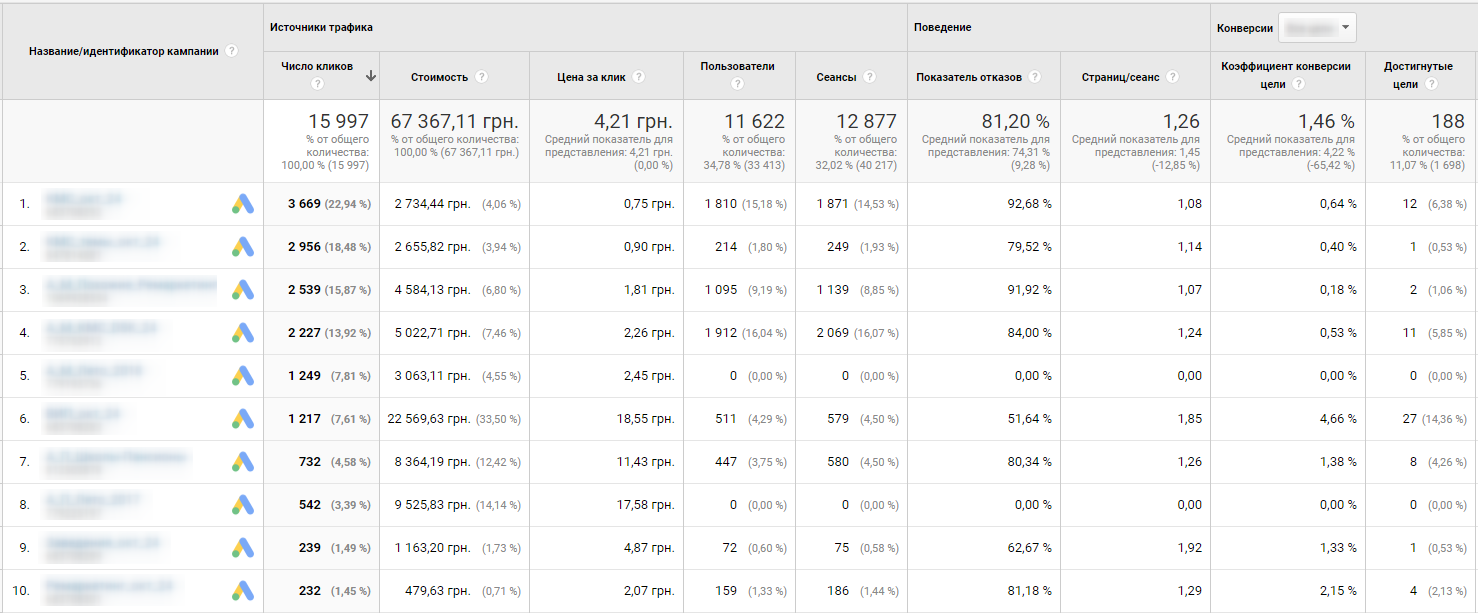 Источники трафика Поведение Конверсии
Название/идентификатор кампании ?
Число кликов ? Стоимость ? Цена за клик ? Пользователи ? Сеансы ? Показатель отказов ? Страниц/сеанс ? Коэффициент конверсии цели ? Достигнутые цели ?
15 997 67 367,11 грн. 4,21 грн. 11 622 12 877 81,20 % 1,26 1,46 % 188
% от общего % от общего количества: Средний показатель для % от общего % от общего Средний показатель для Средний показатель для Средний показатель для % от общего
количества: 100,00 % (67 367,11 грн.) представления: 4,21 грн. количества: количества: представления: 74,31 % представления: 1,45 представления: 4,22 % количества:
100,00 % (15 997) (0,00 %) 34,78 % (33 413) 32,02 % (40 217) (9,28 %) (-12,85 %) (-65,42 %) 11,07 % (1 698)
1. 3 669 (22,94 %) 2 734,44 грн. (4,06 %) 0,75 грн. 1 810 (15,18 %) 1 871 (14,53 %) 92,68 % 1,08 0,64 % 12 (6,38 %)
2. 2 956 (18,48 %) 2 655,82 грн. (3,94 %) 0,90 грн. 214 (1,80 %) 249 (1,93 %) 79,52 % 1,14 0,40 % 1 (0,53 %)
3. 2 539 (15,87 %) 4 584,13 грн. (6,80 %) 1,81 грн. 1 095 (9,19 %) 1 139 (8,85 %) 91,92 % 1,07 0,18 % 2 (1,06 %)
4. 2 227 (13,92 %) 5 022,71 грн. (7,46 %) 2,26 грн. 1 912 (16,04 %) 2 069 (16,07 %) 84,00 % 1,24 0,53 % 11 (5,85 %)
5. 1 249 (7,81 %) 3 063,11 грн. (4,55 %) 2,45 грн. 0 (0,00 %) 0 (0,00 %) 0,00 % 0,00 0,00 % 0 (0,00 %)
6. 1 217 (7,61 %) 22 569,63 грн. (33,50 %) 18,55 грн. 511 (4,29 %) 579 (4,50 %) 51,64 % 1,85 4,66 % 27 (14,36 %)
7. 732 (4,58 %) 8 364,19 грн. (12,42 %) 11,43 грн. 447 (3,75 %) 580 (4,50 %) 80,34 % 1,26 1,38 % 8 (4,26 %)
8. 542 (3,39 %) 9 525,83 грн. (14,14 %) 17,58 грн. 0 (0,00 %) 0 (0,00 %) 0,00 % 0,00 0,00 % 0 (0,00 %)
9. 239 (1,49 %) 1 163,20 грн. (1,73 %) 4,87 грн. 72 (0,60 %) 75 (0,58 %) 62,67 % 1,92 1,33 % 1 (0,53 %)
10. 232 (1,45 %) 479,63 грн. (0,71 %) 2,07 грн. 159 (1,33 %) 186 (1,44 %) 81,18 % 1,29 2,15 % 4 (2,13 %)